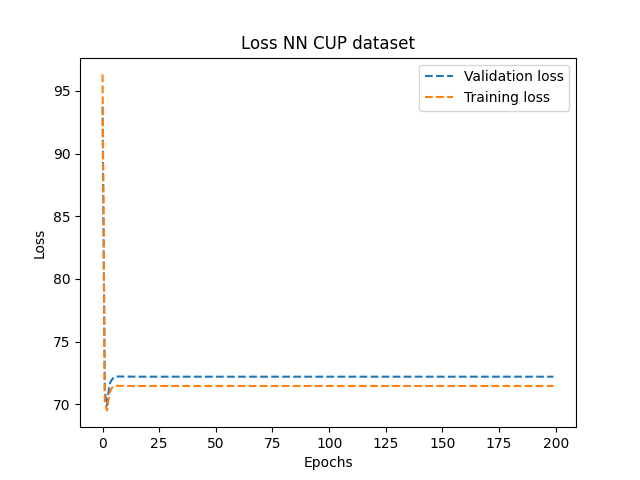 Loss NN CUP dataset
Validation loss
Training loss
95
90
85
80
75
70
Loss
0 25 50 75 100 125 150 175 200
Epochs